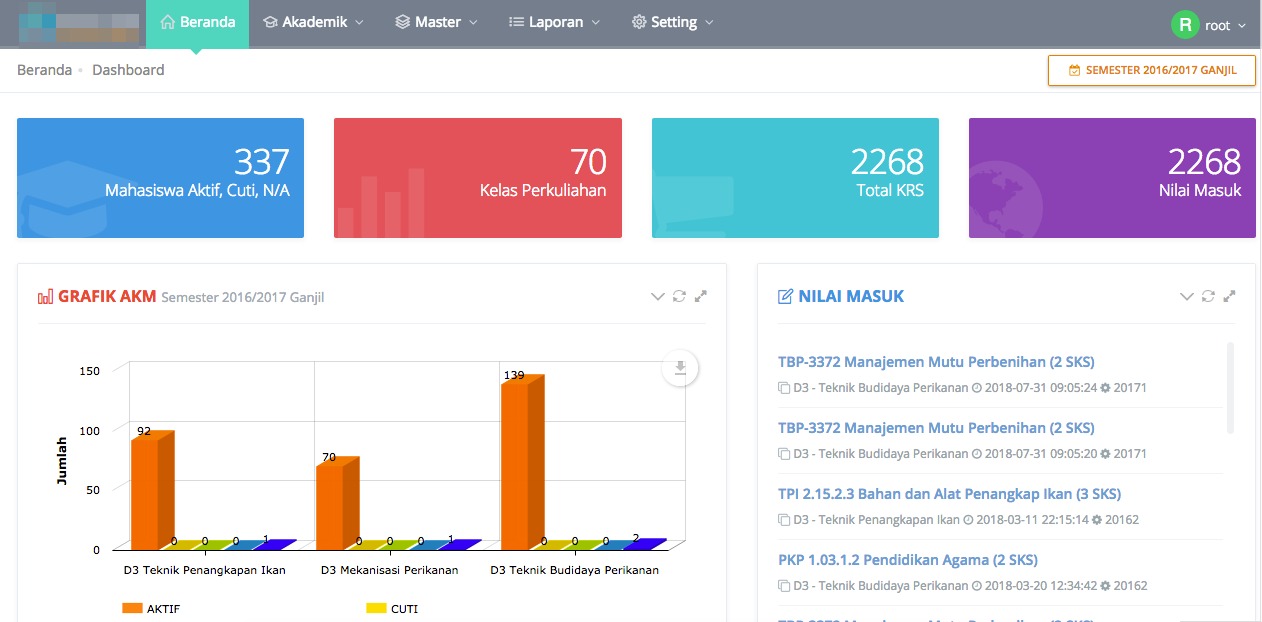 Beranda Akademik Master Laporan Setting R root
Beranda • Dashboard
SEMESTER 2016/2017 GANJIL
337
Mahasiswa Aktif, Cuti, N/A
70
Kelas Perkuliahan
2268
Total KRS
2268
Nilai Masuk
GRAFIK AKM Semester 2016/2017 Ganjil
150
100
50
0
Jumlah
92 0 0 0 1
70 0 0 0 1
139 0 0 0 2
D3 Teknik Penangkapan Ikan
D3 Mekanisasi Perikanan
D3 Teknik Budidaya Perikanan
AKTIF
CUTI
NILAI MASUK
TBP-3372 Manajemen Mutu Perbenihan (2 SKS)
D3 - Teknik Budidaya Perikanan 2018-07-31 09:05:24 20171
TBP-3372 Manajemen Mutu Perbenihan (2 SKS)
D3 - Teknik Budidaya Perikanan 2018-07-31 09:05:20 20171
TPI 2.15.2.3 Bahan dan Alat Penangkap Ikan (3 SKS)
D3 - Teknik Penangkapan Ikan 2018-03-11 22:15:14 20162
PKP 1.03.1.2 Pendidikan Agama (2 SKS)
D3 - Teknik Budidaya Perikanan 2018-03-20 12:34:42 20162